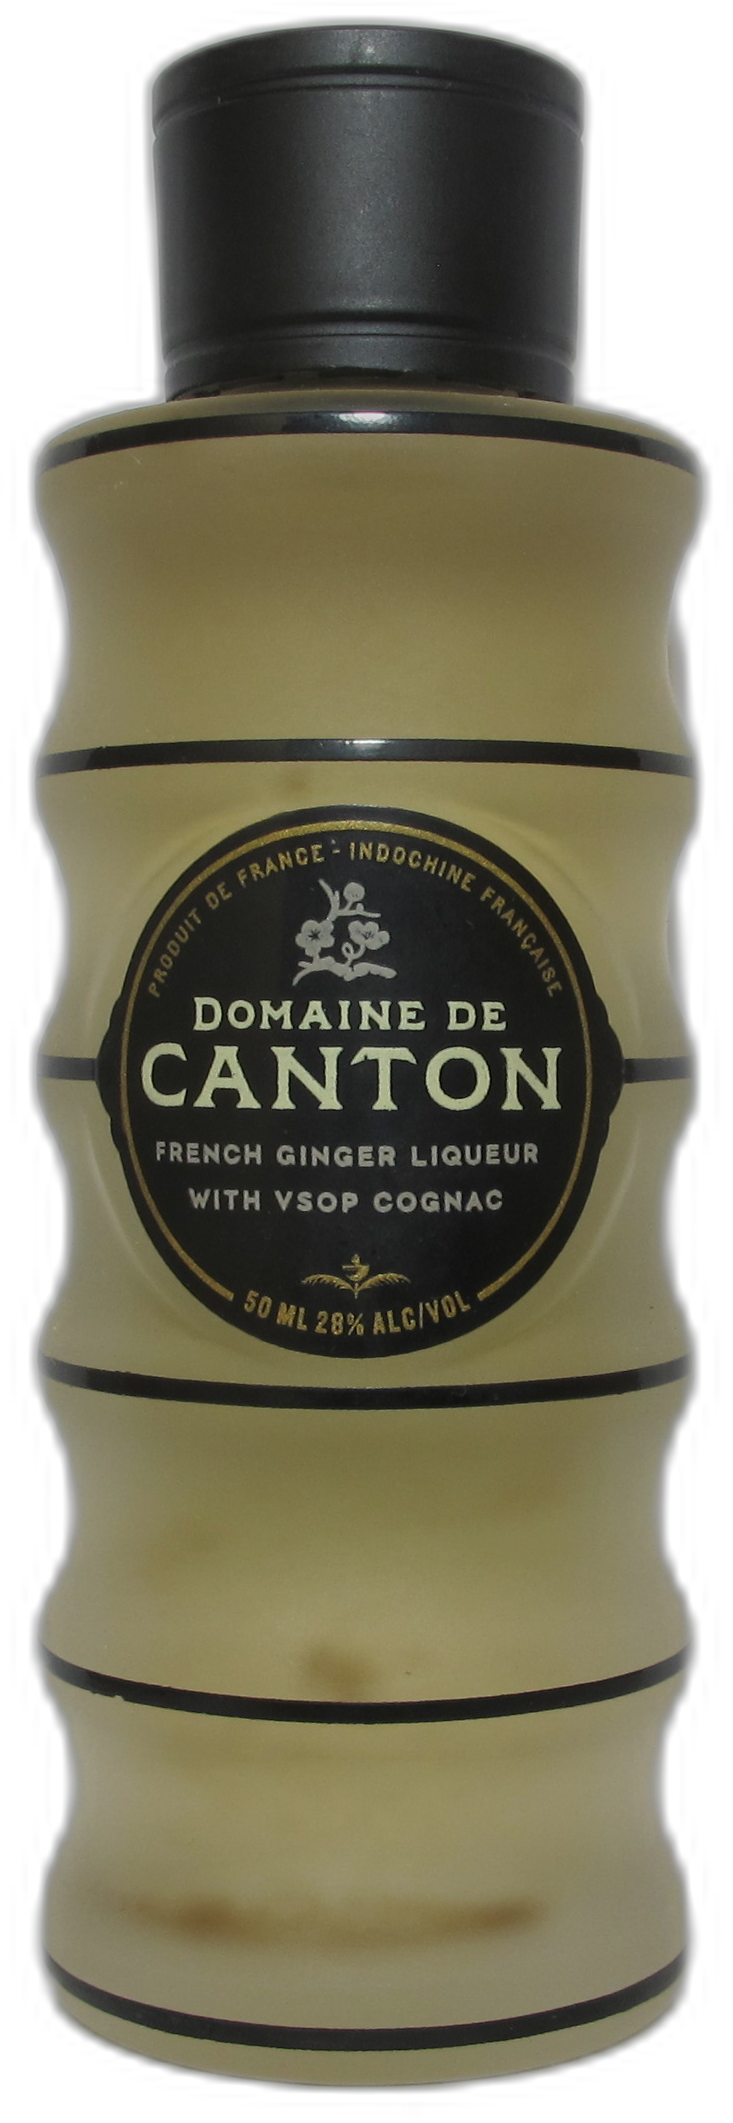 PRODUIT DE FRANCE - INDOCHINE FRANÇAISE
DOMAINE DE
CANTON
FRENCH GINGER LIQUEUR
WITH VSOP COGNAC
50 ML 28% ALC/VOL